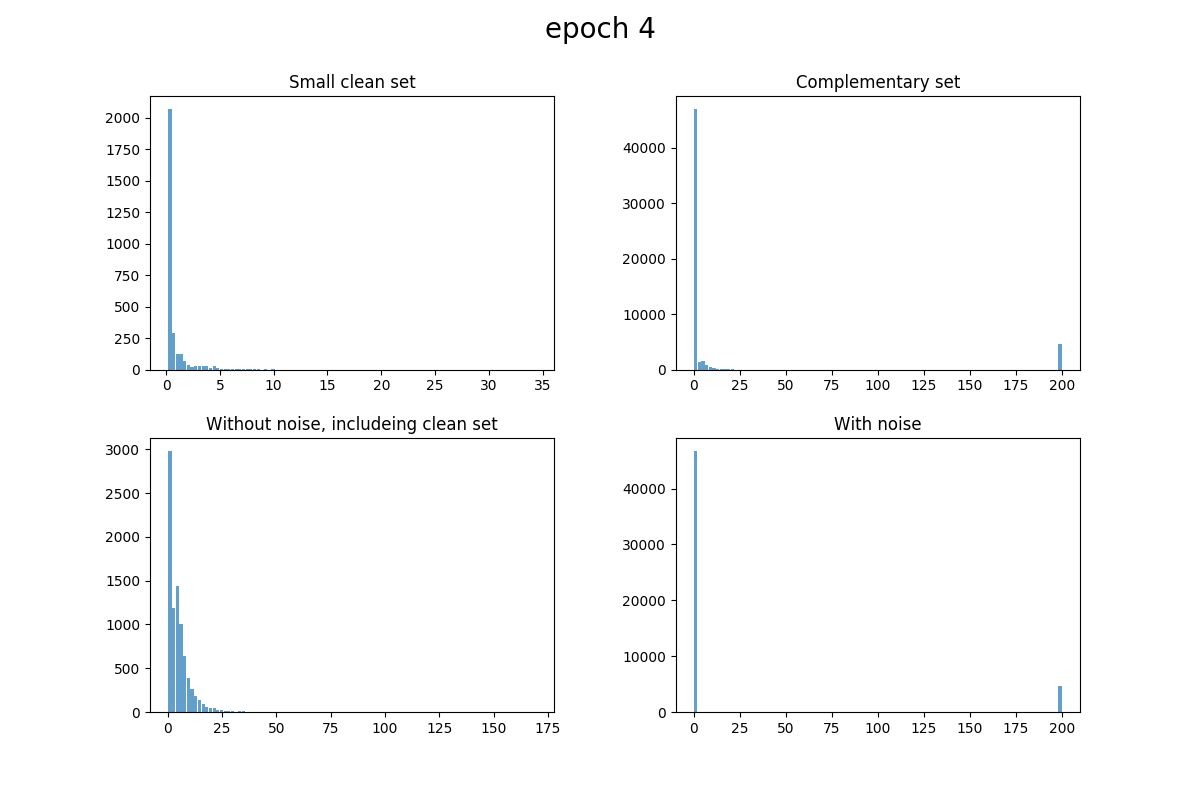 epoch 4
Small clean set
2000
1750
1500
1250
1000
750
500
250
0
0 5 10 15 20 25 30 35
Complementary set
40000
30000
20000
10000
0
0 25 50 75 100 125 150 175 200
Without noise, includeing clean set
3000
2500
2000
1500
1000
500
0
0 25 50 75 100 125 150 175
With noise
40000
30000
20000
10000
0
0 25 50 75 100 125 150 175 200